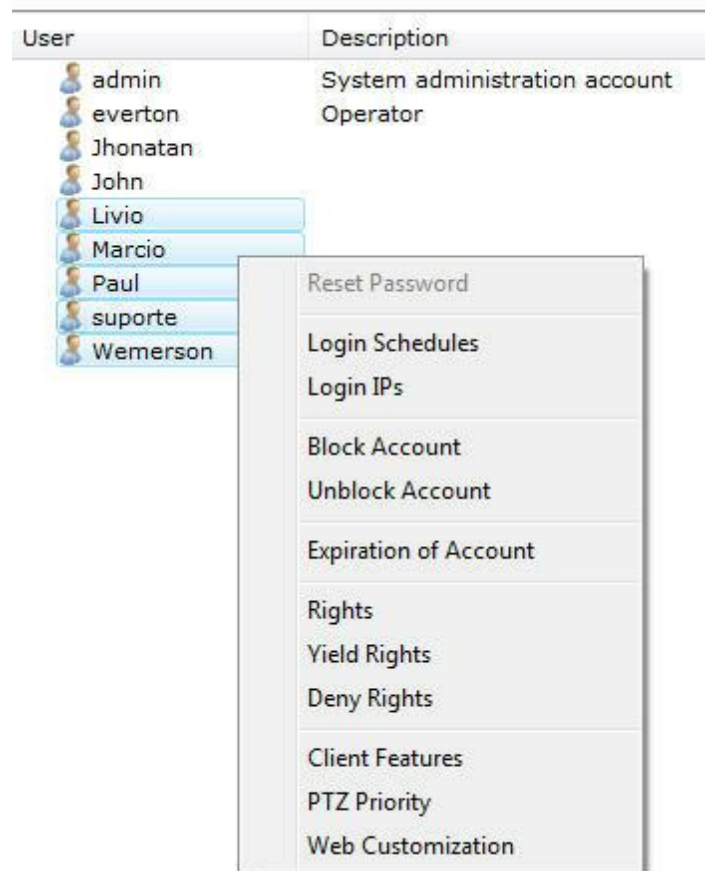 User Description
admin System administration account
everton Operator
Jhonatan
John
Livio
Marcio
Paul
suporte
Wemerson
Reset Password
Login Schedules
Login IPs
Block Account
Unblock Account
Expiration of Account
Rights
Yield Rights
Deny Rights
Client Features
PTZ Priority
Web Customization